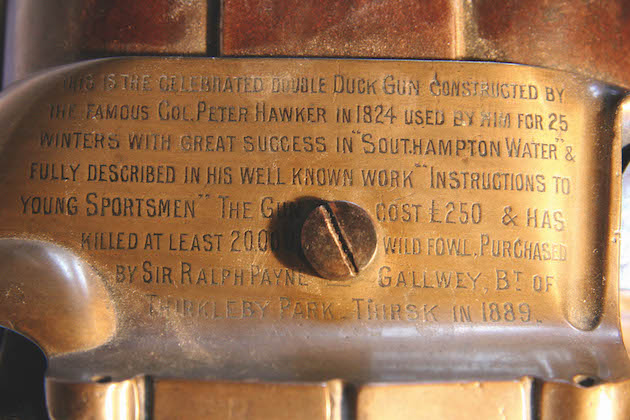 THIS IS THE CELEBRATED DOUBLE DUCK GUN CONSTRUCTED BY
THE FAMOUS COL. PETER HAWKER IN 1824 USED BY HIM FOR 25
WINTERS WITH GREAT SUCCESS IN "SOUTHAMPTON WATER" &
FULLY DESCRIBED IN HIS WELL KNOWN WORK "INSTRUCTIONS TO
YOUNG SPORTSMEN" THE GUN COST £250 & HAS
KILLED AT LEAST WILD FOWL. PURCHASED
BY SIR RALPH PAYNE GALLWEY, BT. OF
THIRKLEBY PARK. THIRSK IN 1889.